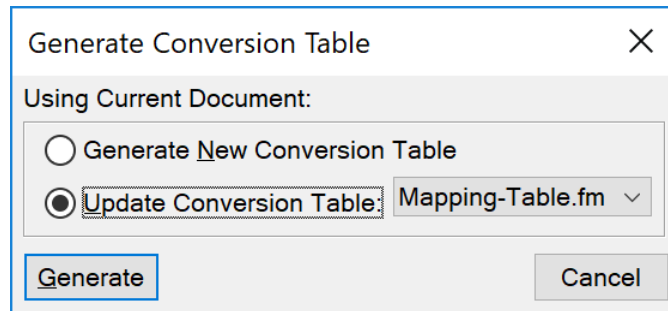 Generate Conversion Table
Using Current Document:
Generate New Conversion Table
Update Conversion Table: Mapping-Table.fm
Generate Cancel